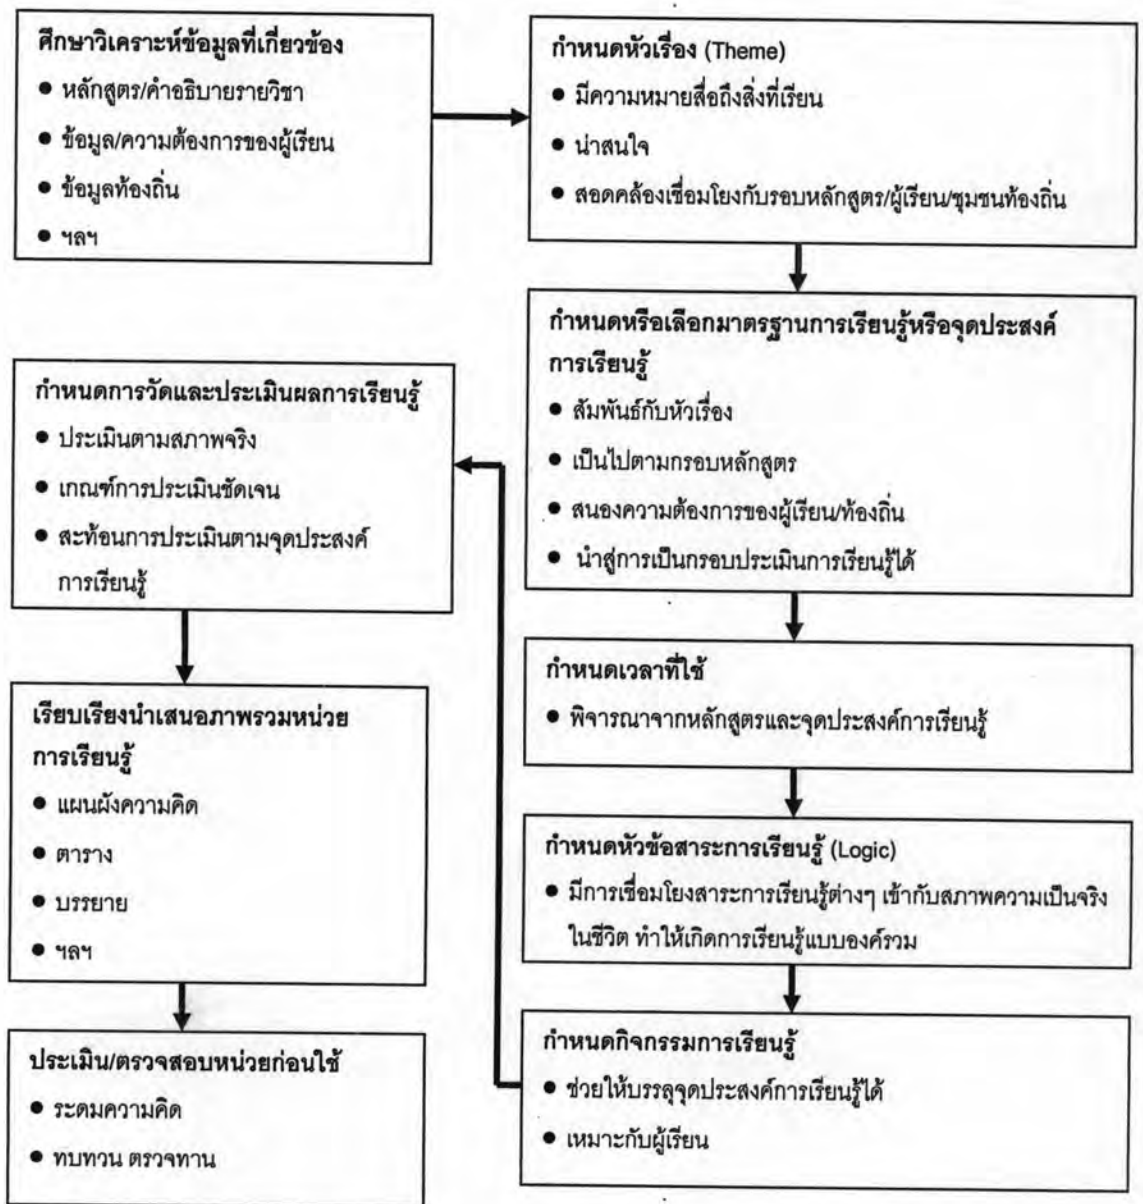 ศึกษาวิเคราะห์ข้อมูลที่เกี่ยวข้อง
● หลักสูตร/คำอธิบายรายวิชา
● ข้อมูล/ความต้องการของผู้เรียน
● ข้อมูลท้องถิ่น
● ฯลฯ
กำหนดหัวเรื่อง (Theme)
● มีความหมายสื่อถึงสิ่งที่เรียน
● น่าสนใจ
● สอดคล้องเชื่อมโยงกับรอบหลักสูตร/ผู้เรียน/ชุมชนท้องถิ่น
กำหนดหรือเลือกมาตรฐานการเรียนรู้หรือจุดประสงค์
การเรียนรู้
● สัมพันธ์กับหัวเรื่อง
● เป็นไปตามกรอบหลักสูตร
● สนองความต้องการของผู้เรียน/ท้องถิ่น
● นำสู่การเป็นกรอบประเมินการเรียนรู้ได้
กำหนดเวลาที่ใช้
● พิจารณาจากหลักสูตรและจุดประสงค์การเรียนรู้
กำหนดหัวข้อสาระการเรียนรู้ (Logic)
● มีการเชื่อมโยงสาระการเรียนรู้ต่างๆ เข้ากับสภาพความเป็นจริง
ในชีวิต ทำให้เกิดการเรียนรู้แบบองค์รวม
กำหนดกิจกรรมการเรียนรู้
● ช่วยให้บรรลุจุดประสงค์การเรียนรู้ได้
● เหมาะกับผู้เรียน
กำหนดการวัดและประเมินผลการเรียนรู้
● ประเมินตามสภาพจริง
● เกณฑ์การประเมินชัดเจน
● สะท้อนการประเมินตามจุดประสงค์
การเรียนรู้
เรียบเรียงนำเสนอภาพรวมหน่วย
การเรียนรู้
● แผนผังความคิด
● ตาราง
● บรรยาย
● ฯลฯ
ประเมิน/ตรวจสอบหน่วยก่อนใช้
● ระดมความคิด
● ทบทวน ตรวจทาน